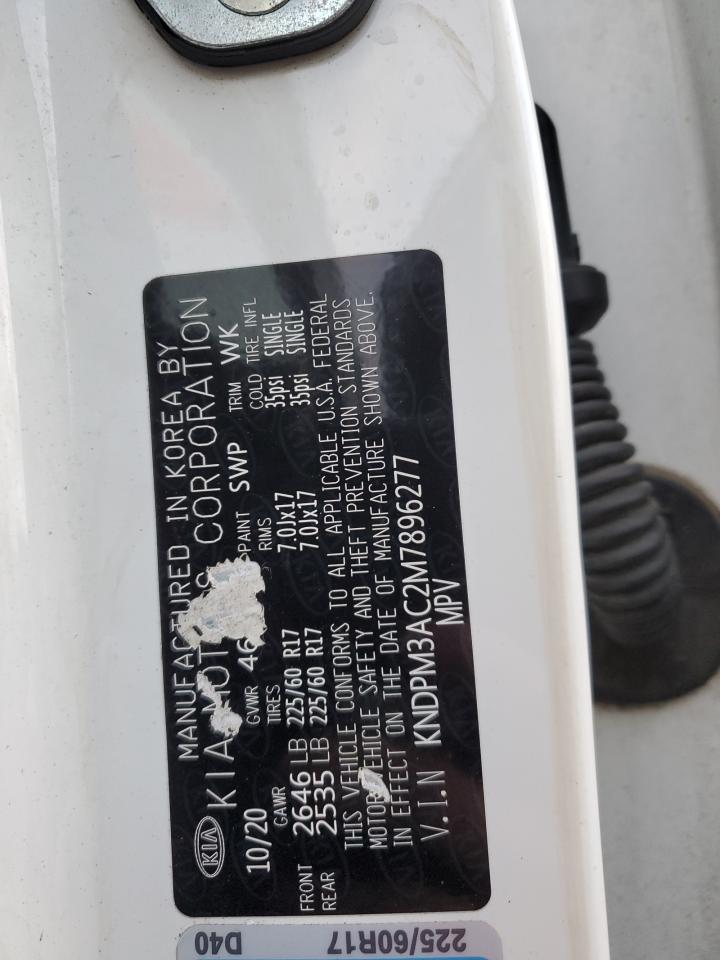 MANUFACTURED IN KOREA BY
KIA KIA MOTORS CORPORATION
10/20 GVWR 46 PAINT SWP TRIM WK
GAWR TIRES RIMS COLD TIRE INFL
FRONT 2646 LB 225/60 R17 7.0Jx17 35psi SINGLE
REAR 2535 LB 225/60 R17 7.0Jx17 35psi SINGLE
THIS VEHICLE CONFORMS TO ALL APPLICABLE U.S.A. FEDERAL
MOTOR VEHICLE SAFETY AND THEFT PREVENTION STANDARDS
IN EFFECT ON THE DATE OF MANUFACTURE SHOWN ABOVE.
V.I.N KNDPM3AC2M7896277
MPV
225/60R17 D40